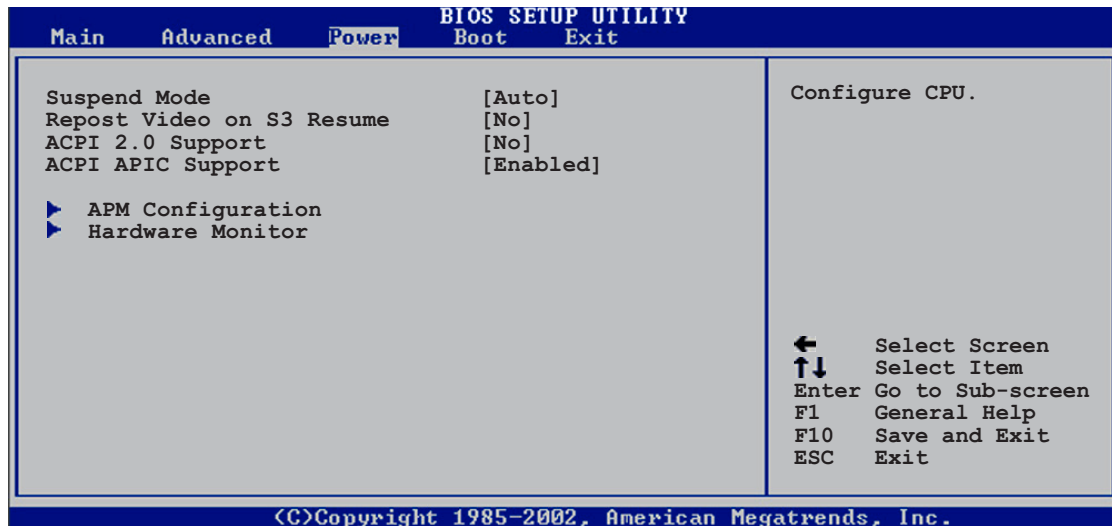 BIOS SETUP UTILITY
Main Advanced Power Boot Exit
Suspend Mode [Auto]
Repost Video on S3 Resume [No]
ACPI 2.0 Support [No]
ACPI APIC Support [Enabled]
APM Configuration
Hardware Monitor
Configure CPU.
← Select Screen
↑↓ Select Item
Enter Go to Sub-screen
F1 General Help
F10 Save and Exit
ESC Exit
(C)Copyright 1985-2002, American Megatrends, Inc.